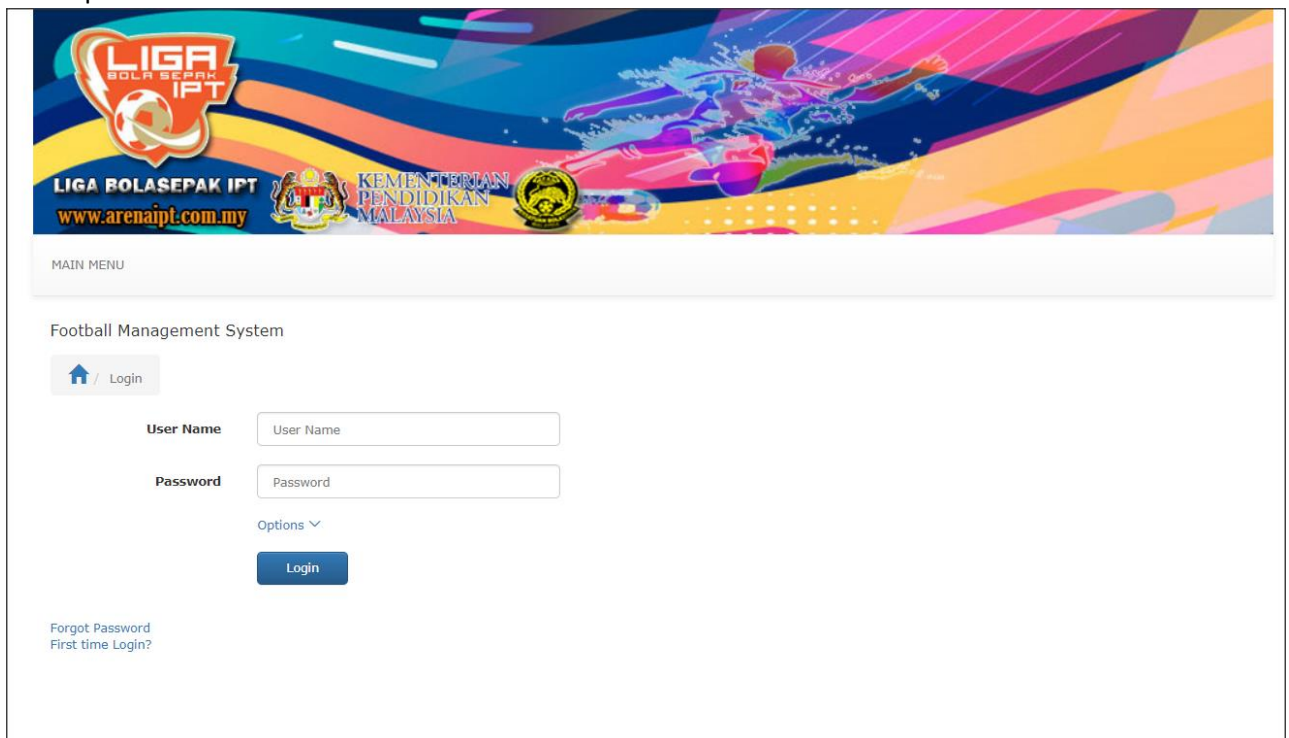 LIGA
BOLA SEPAK
IPT
LIGA BOLASEPAK IPT
www.arenaipt.com.my
KEMENTERIAN
PENDIDIKAN
MALAYSIA
MAIN MENU
Football Management System
/ Login
User Name User Name
Password Password
Options
Login
Forgot Password
First time Login?